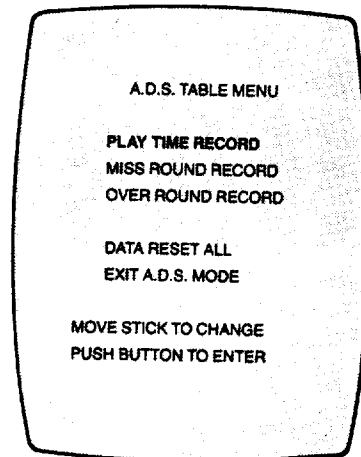 A.D.S. TABLE MENU
PLAY TIME RECORD
MISS ROUND RECORD
OVER ROUND RECORD
DATA RESET ALL
EXIT A.D.S. MODE
MOVE STICK TO CHANGE
PUSH BUTTON TO ENTER